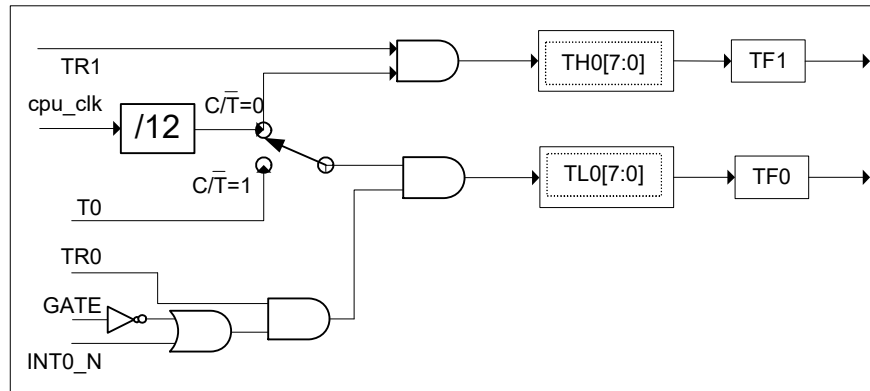 TR1
TH0[7:0]
TF1
cpu_clk
/12
C/T̅=0
C/T̅=1
TL0[7:0]
TF0
T0
TR0
GATE
INT0_N